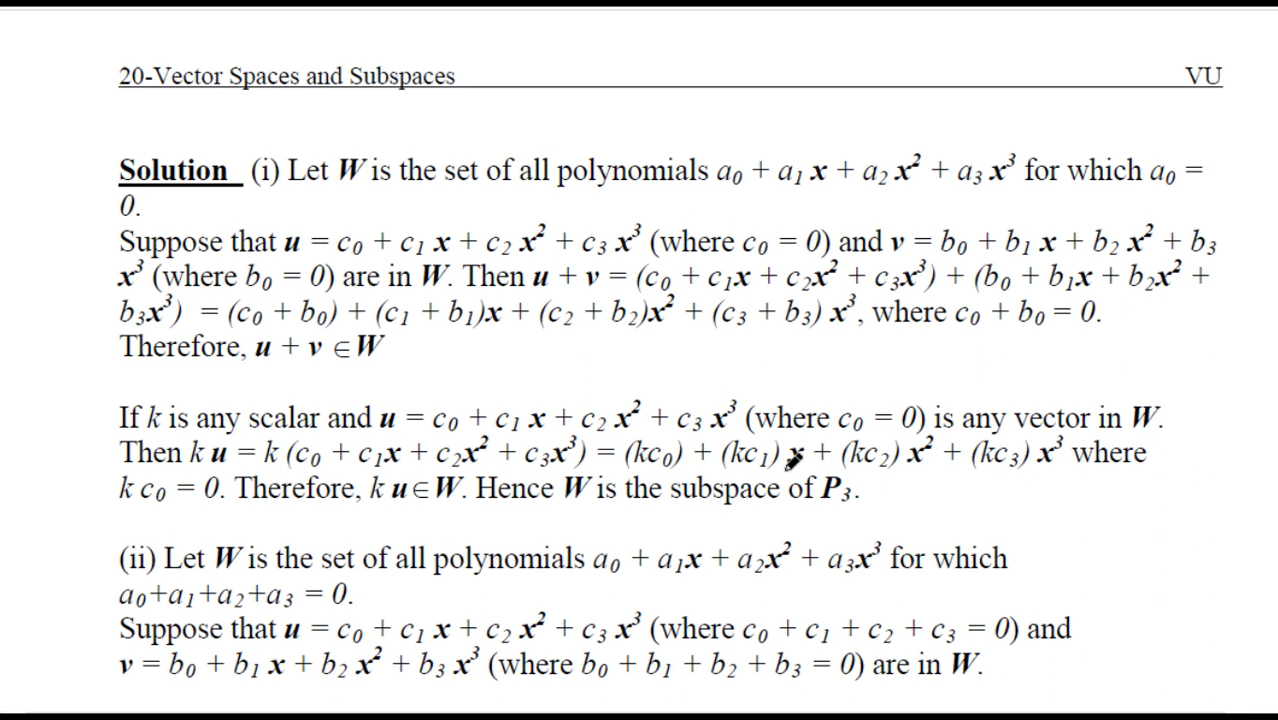 20-Vector Spaces and Subspaces VU
Solution (i) Let W is the set of all polynomials a₀ + a₁ x + a₂ x² + a₃ x³ for which a₀ =
0.
Suppose that u = c₀ + c₁ x + c₂ x² + c₃ x³ (where c₀ = 0) and v = b₀ + b₁ x + b₂ x² + b₃
x³ (where b₀ = 0) are in W. Then u + v = (c₀ + c₁x + c₂x² + c₃x³) + (b₀ + b₁x + b₂x² +
b₃x³) = (c₀ + b₀) + (c₁ + b₁)x + (c₂ + b₂)x² + (c₃ + b₃) x³, where c₀ + b₀ = 0.
Therefore, u + v ∈ W
If k is any scalar and u = c₀ + c₁ x + c₂ x² + c₃ x³ (where c₀ = 0) is any vector in W.
Then k u = k (c₀ + c₁x + c₂x² + c₃x³) = (kc₀) + (kc₁) x + (kc₂) x² + (kc₃) x³ where
k c₀ = 0. Therefore, k u ∈ W. Hence W is the subspace of P₃.
(ii) Let W is the set of all polynomials a₀ + a₁x + a₂x² + a₃x³ for which
a₀+a₁+a₂+a₃ = 0.
Suppose that u = c₀ + c₁ x + c₂ x² + c₃ x³ (where c₀ + c₁ + c₂ + c₃ = 0) and
v = b₀ + b₁ x + b₂ x² + b₃ x³ (where b₀ + b₁ + b₂ + b₃ = 0) are in W.